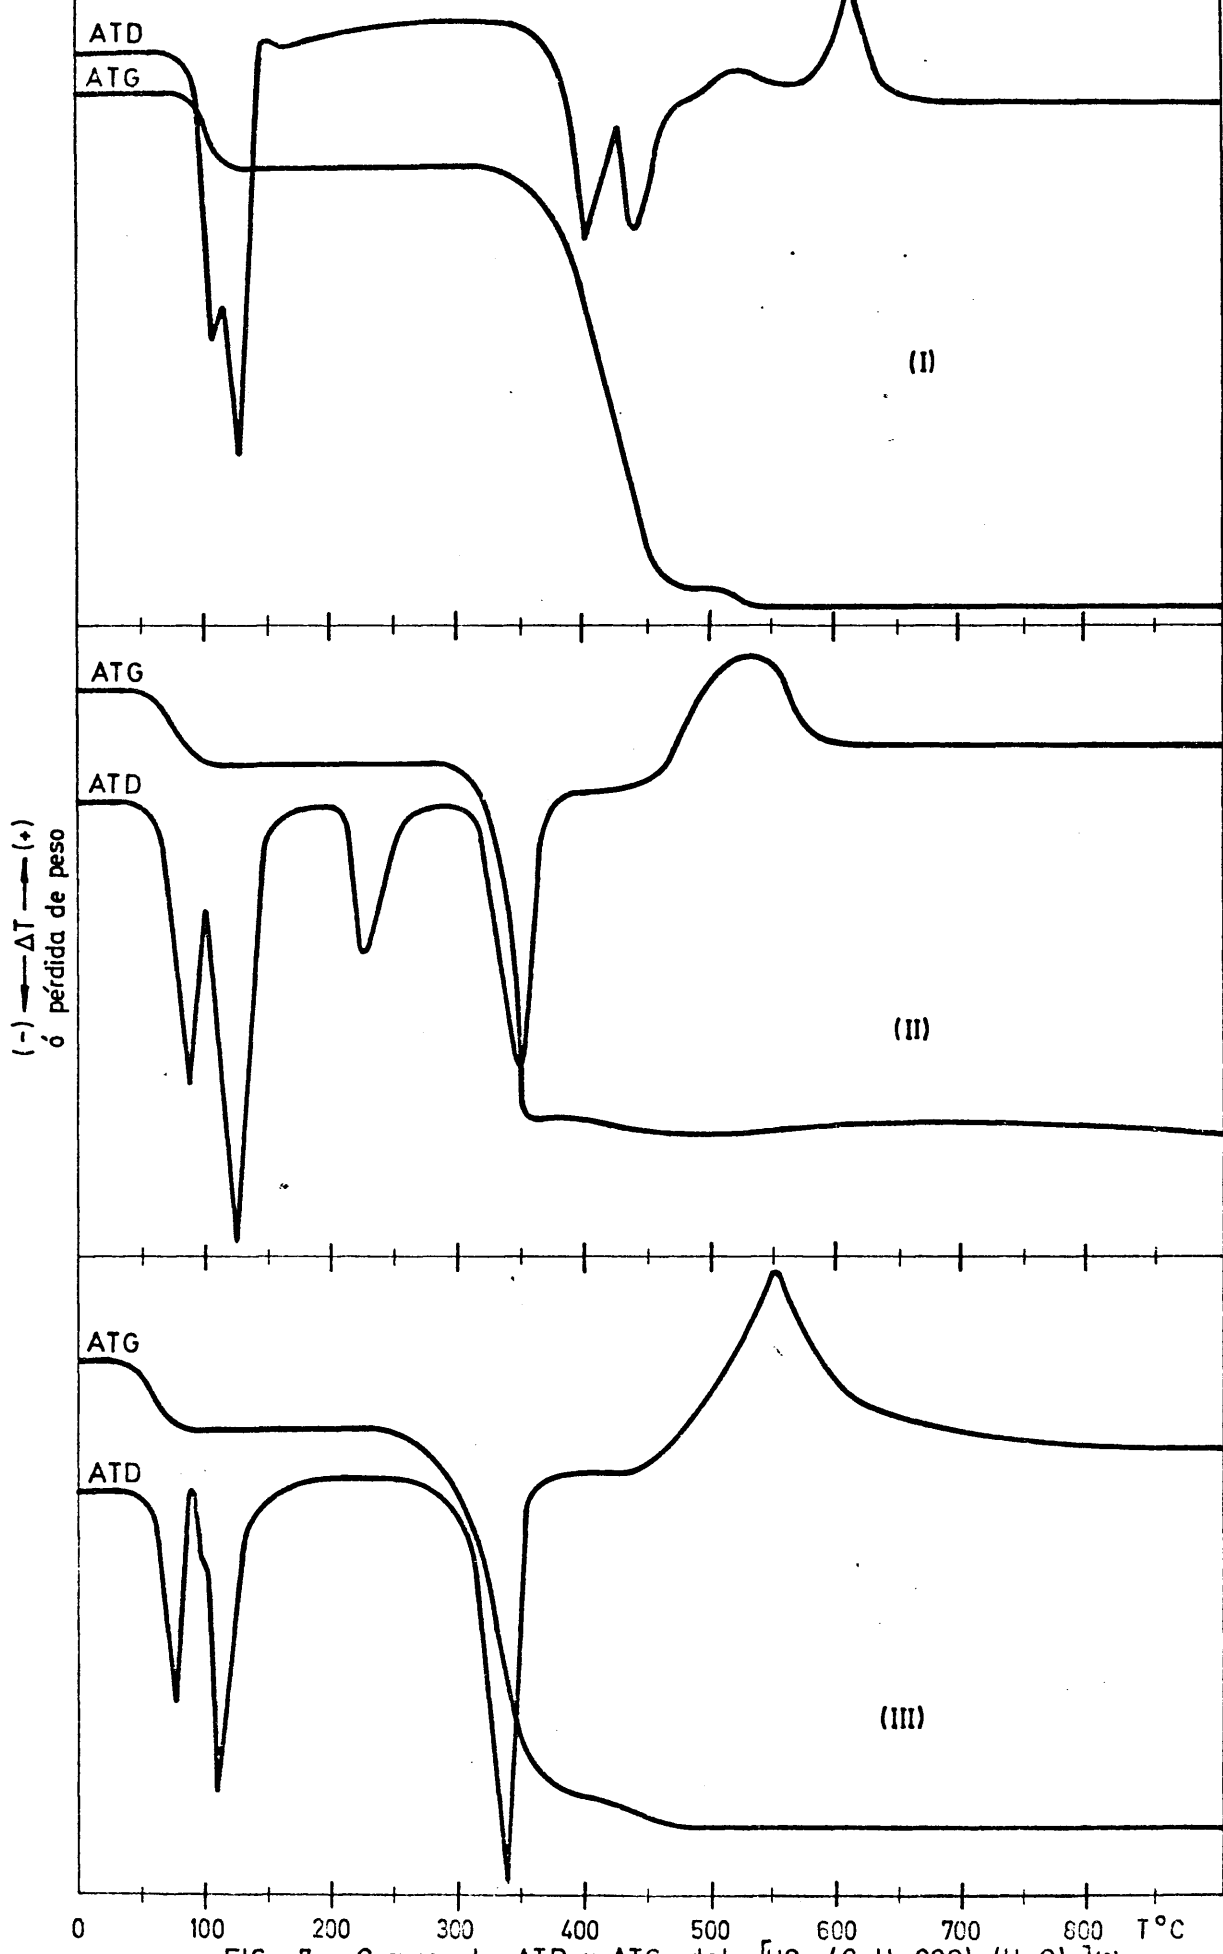 ATD
ATG
(I)
ATG
ATD
(-) ← ΔT → (+)
ó pérdida de peso
(II)
ATG
ATD
(III)
0 100 200 300 400 500 600 700 800 T°C